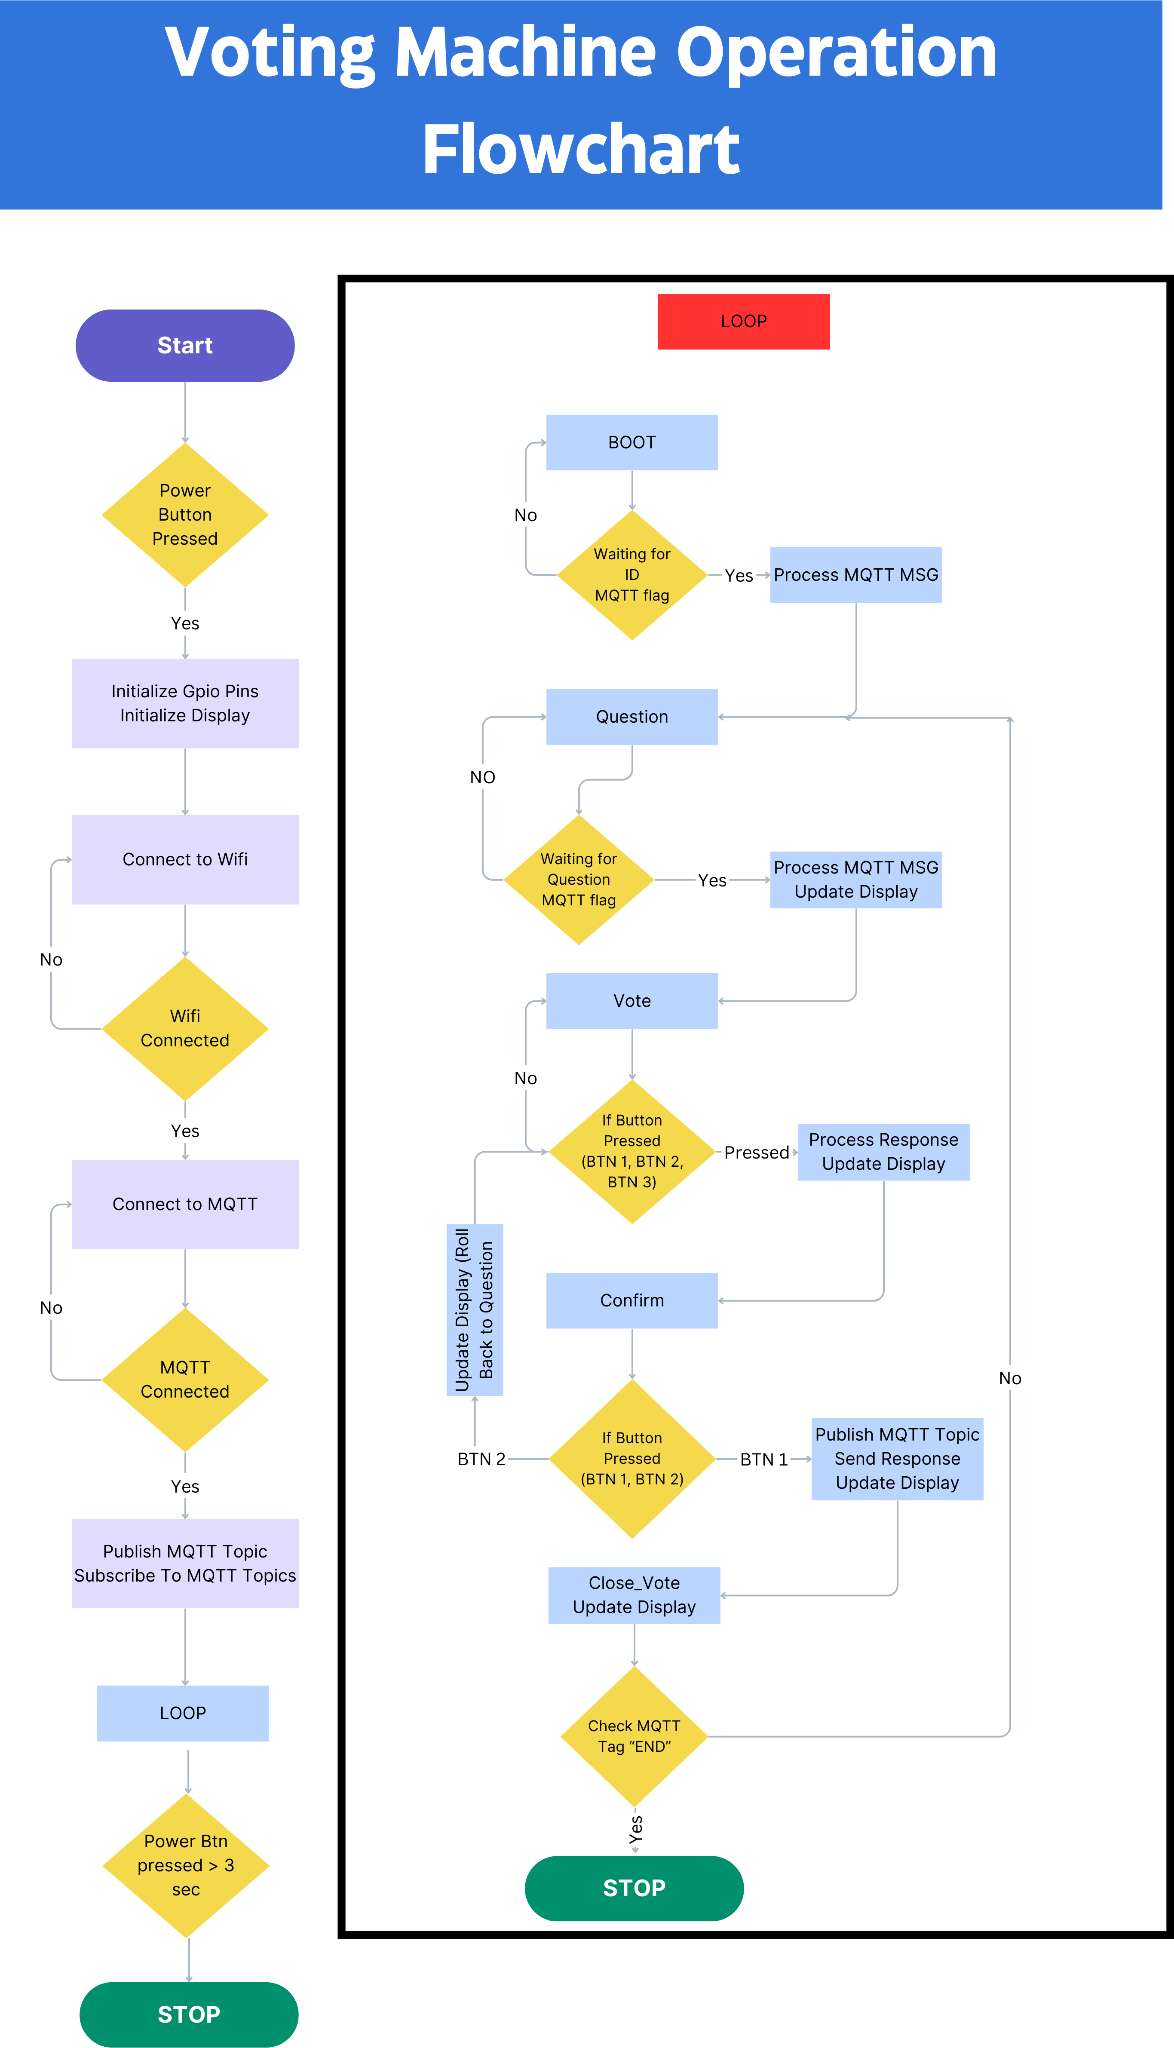 Voting Machine Operation
Flowchart
Start
Power
Button
Pressed
Yes
Initialize Gpio Pins
Initialize Display
Connect to Wifi
No
Wifi
Connected
Yes
Connect to MQTT
No
MQTT
Connected
Yes
Publish MQTT Topic
Subscribe To MQTT Topics
LOOP
Power Btn
pressed > 3
sec
STOP
LOOP
BOOT
No
Waiting for
ID
MQTT flag
Yes
Process MQTT MSG
Question
NO
Waiting for
Question
MQTT flag
Yes
Process MQTT MSG
Update Display
Vote
No
If Button
Pressed
(BTN 1, BTN 2,
BTN 3)
Pressed
Process Response
Update Display
Update Display (Roll
Back to Question
Confirm
No
If Button
Pressed
(BTN 1, BTN 2)
BTN 2
BTN 1
Publish MQTT Topic
Send Response
Update Display
Close_Vote
Update Display
Check MQTT
Tag “END”
Yes
STOP